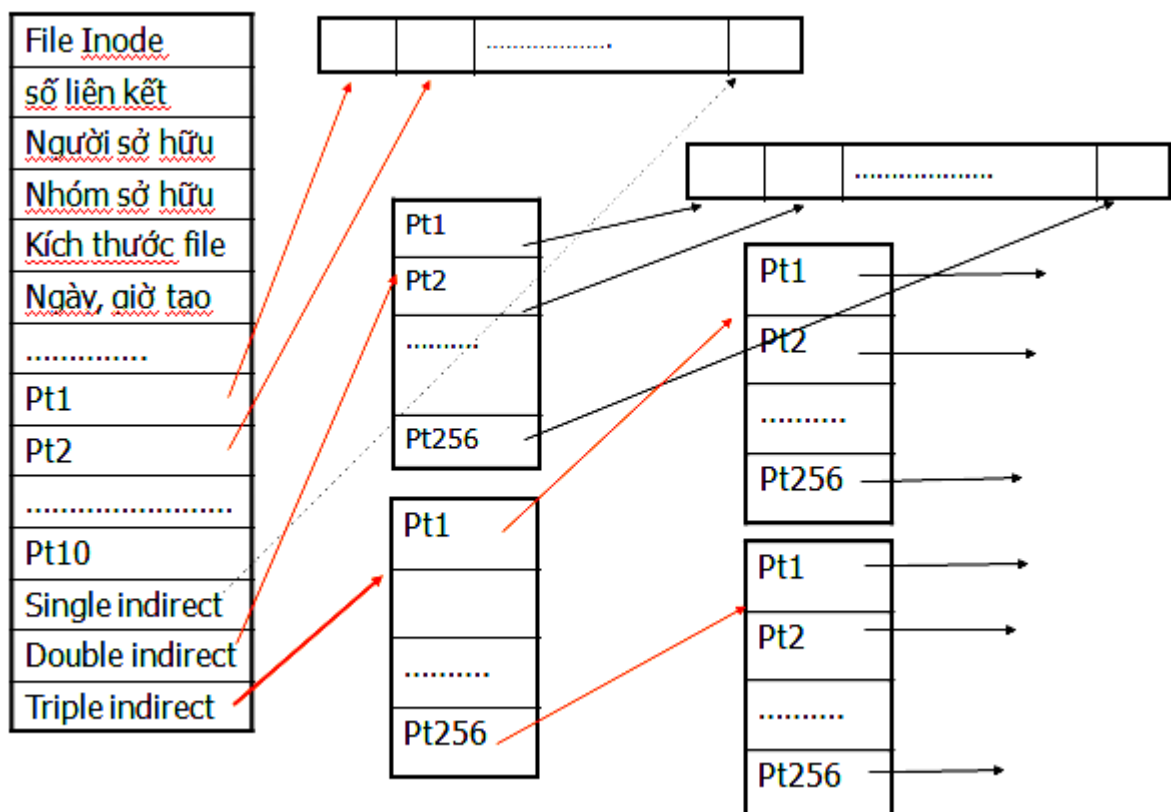 File Inode
số liên kết
Người sở hữu
Nhóm sở hữu
Kích thước file
Ngày, giờ tạo
..............
Pt1
Pt2
........................
Pt10
Single indirect
Double indirect
Triple indirect
...................
...................
Pt1
Pt2
..........
Pt256
Pt1
..........
Pt256
Pt1
Pt2
..........
Pt256
Pt1
Pt2
..........
Pt256